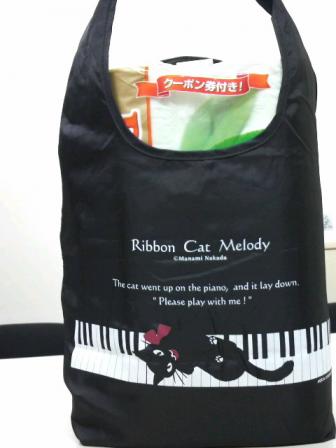 クーポン券付き!
Ribbon Cat Melody
©Manami Nakada
The cat went up on the piano, and it lay down.
" Please play with me ! "